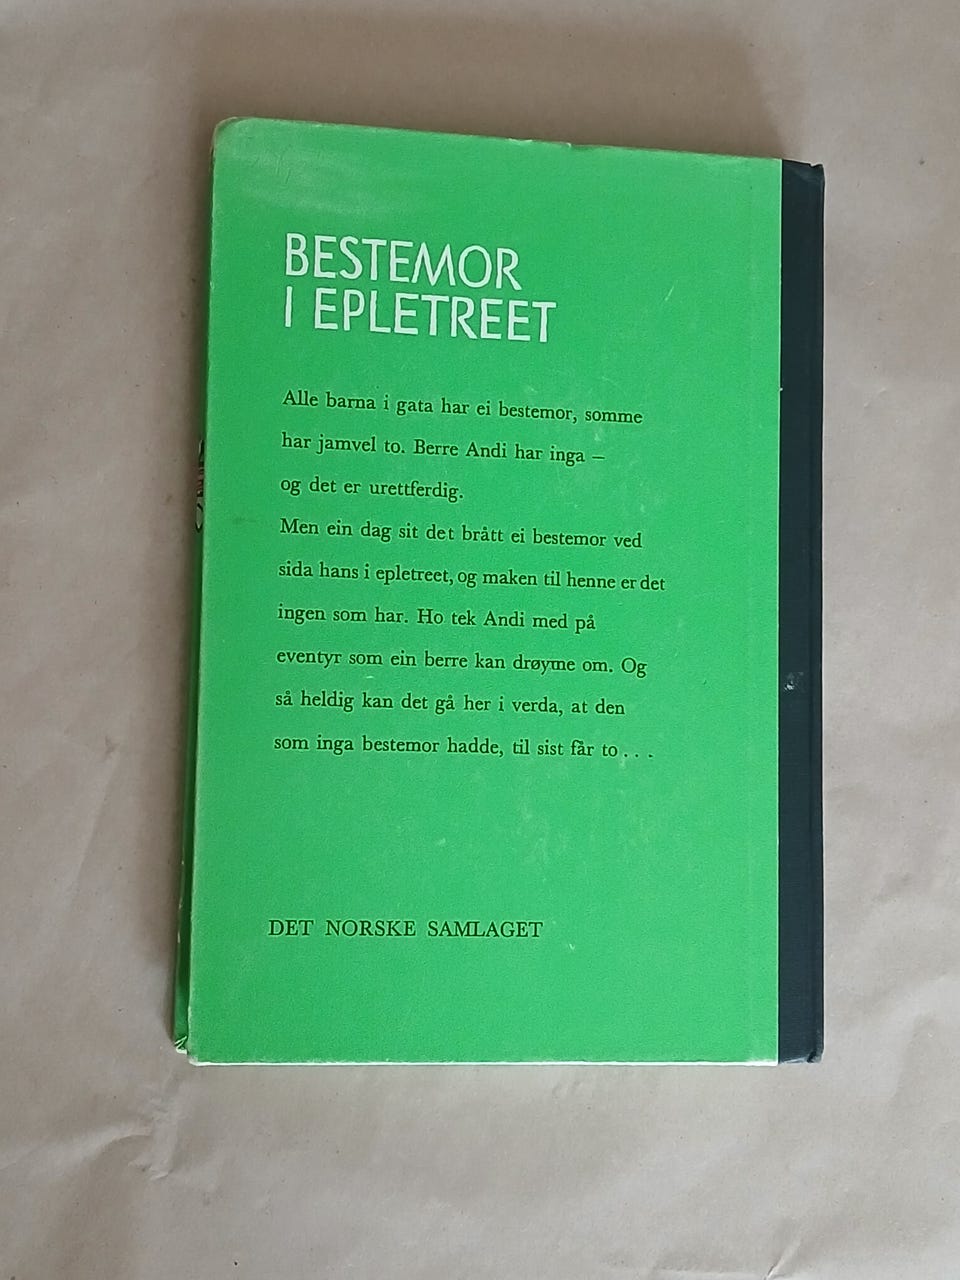 BESTEMOR
I EPLETREET
Alle barna i gata har ei bestemor, somme
har jamvel to. Berre Andi har inga –
og det er urettferdig.
Men ein dag sit det brått ei bestemor ved
sida hans i epletreet, og maken til henne er det
ingen som har. Ho tek Andi med på
eventyr som ein berre kan drøyme om. Og
så heldig kan det gå her i verda, at den
som inga bestemor hadde, til sist får to . . .
DET NORSKE SAMLAGET